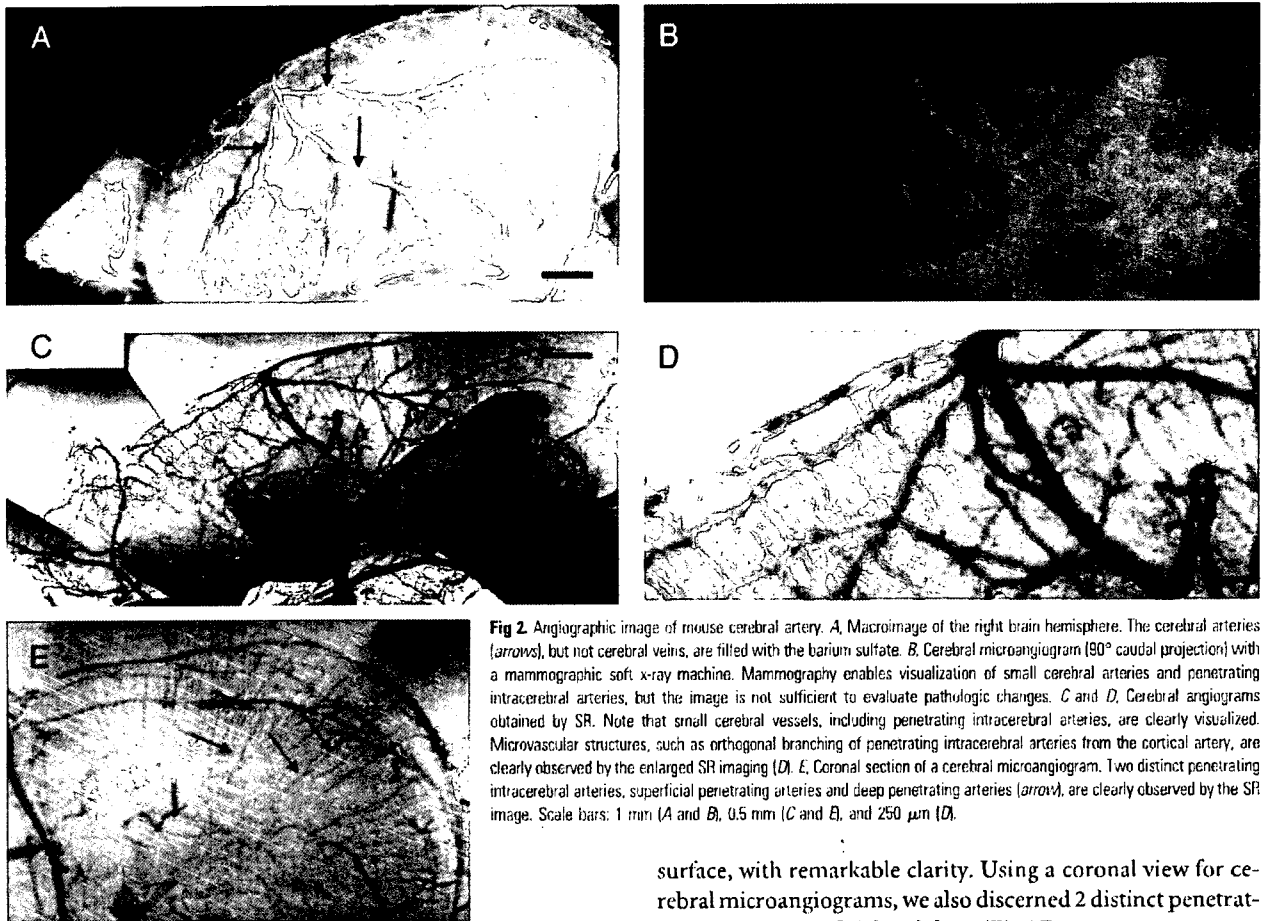 A
B
C
D
E
Fig 2. Angiographic image of mouse cerebral artery. A, Macroimage of the right brain hemisphere. The cerebral arteries
(arrows), but not cerebral veins, are filled with the barium sulfate. B, Cerebral microangiogram (90° caudal projection) with
a mammographic soft x-ray machine. Mammography enables visualization of small cerebral arteries and penetrating
intracerebral arteries, but the image is not sufficient to evaluate pathologic changes. C and D, Cerebral angiograms
obtained by SR. Note that small cerebral vessels, including penetrating intracerebral arteries, are clearly visualized.
Microvascular structures, such as orthogonal branching of penetrating intracerebral arteries from the cortical artery, are
clearly observed by the enlarged SR imaging (D). E, Coronal section of a cerebral microangiogram. Two distinct penetrating
intracerebral arteries, superficial penetrating arteries and deep penetrating arteries (arrow), are clearly observed by the SR
image. Scale bars: 1 mm (A and B), 0.5 mm (C and E), and 250 μm (D).
surface, with remarkable clarity. Using a coronal view for ce-
rebral microangiograms, we also discerned 2 distinct penetrat-